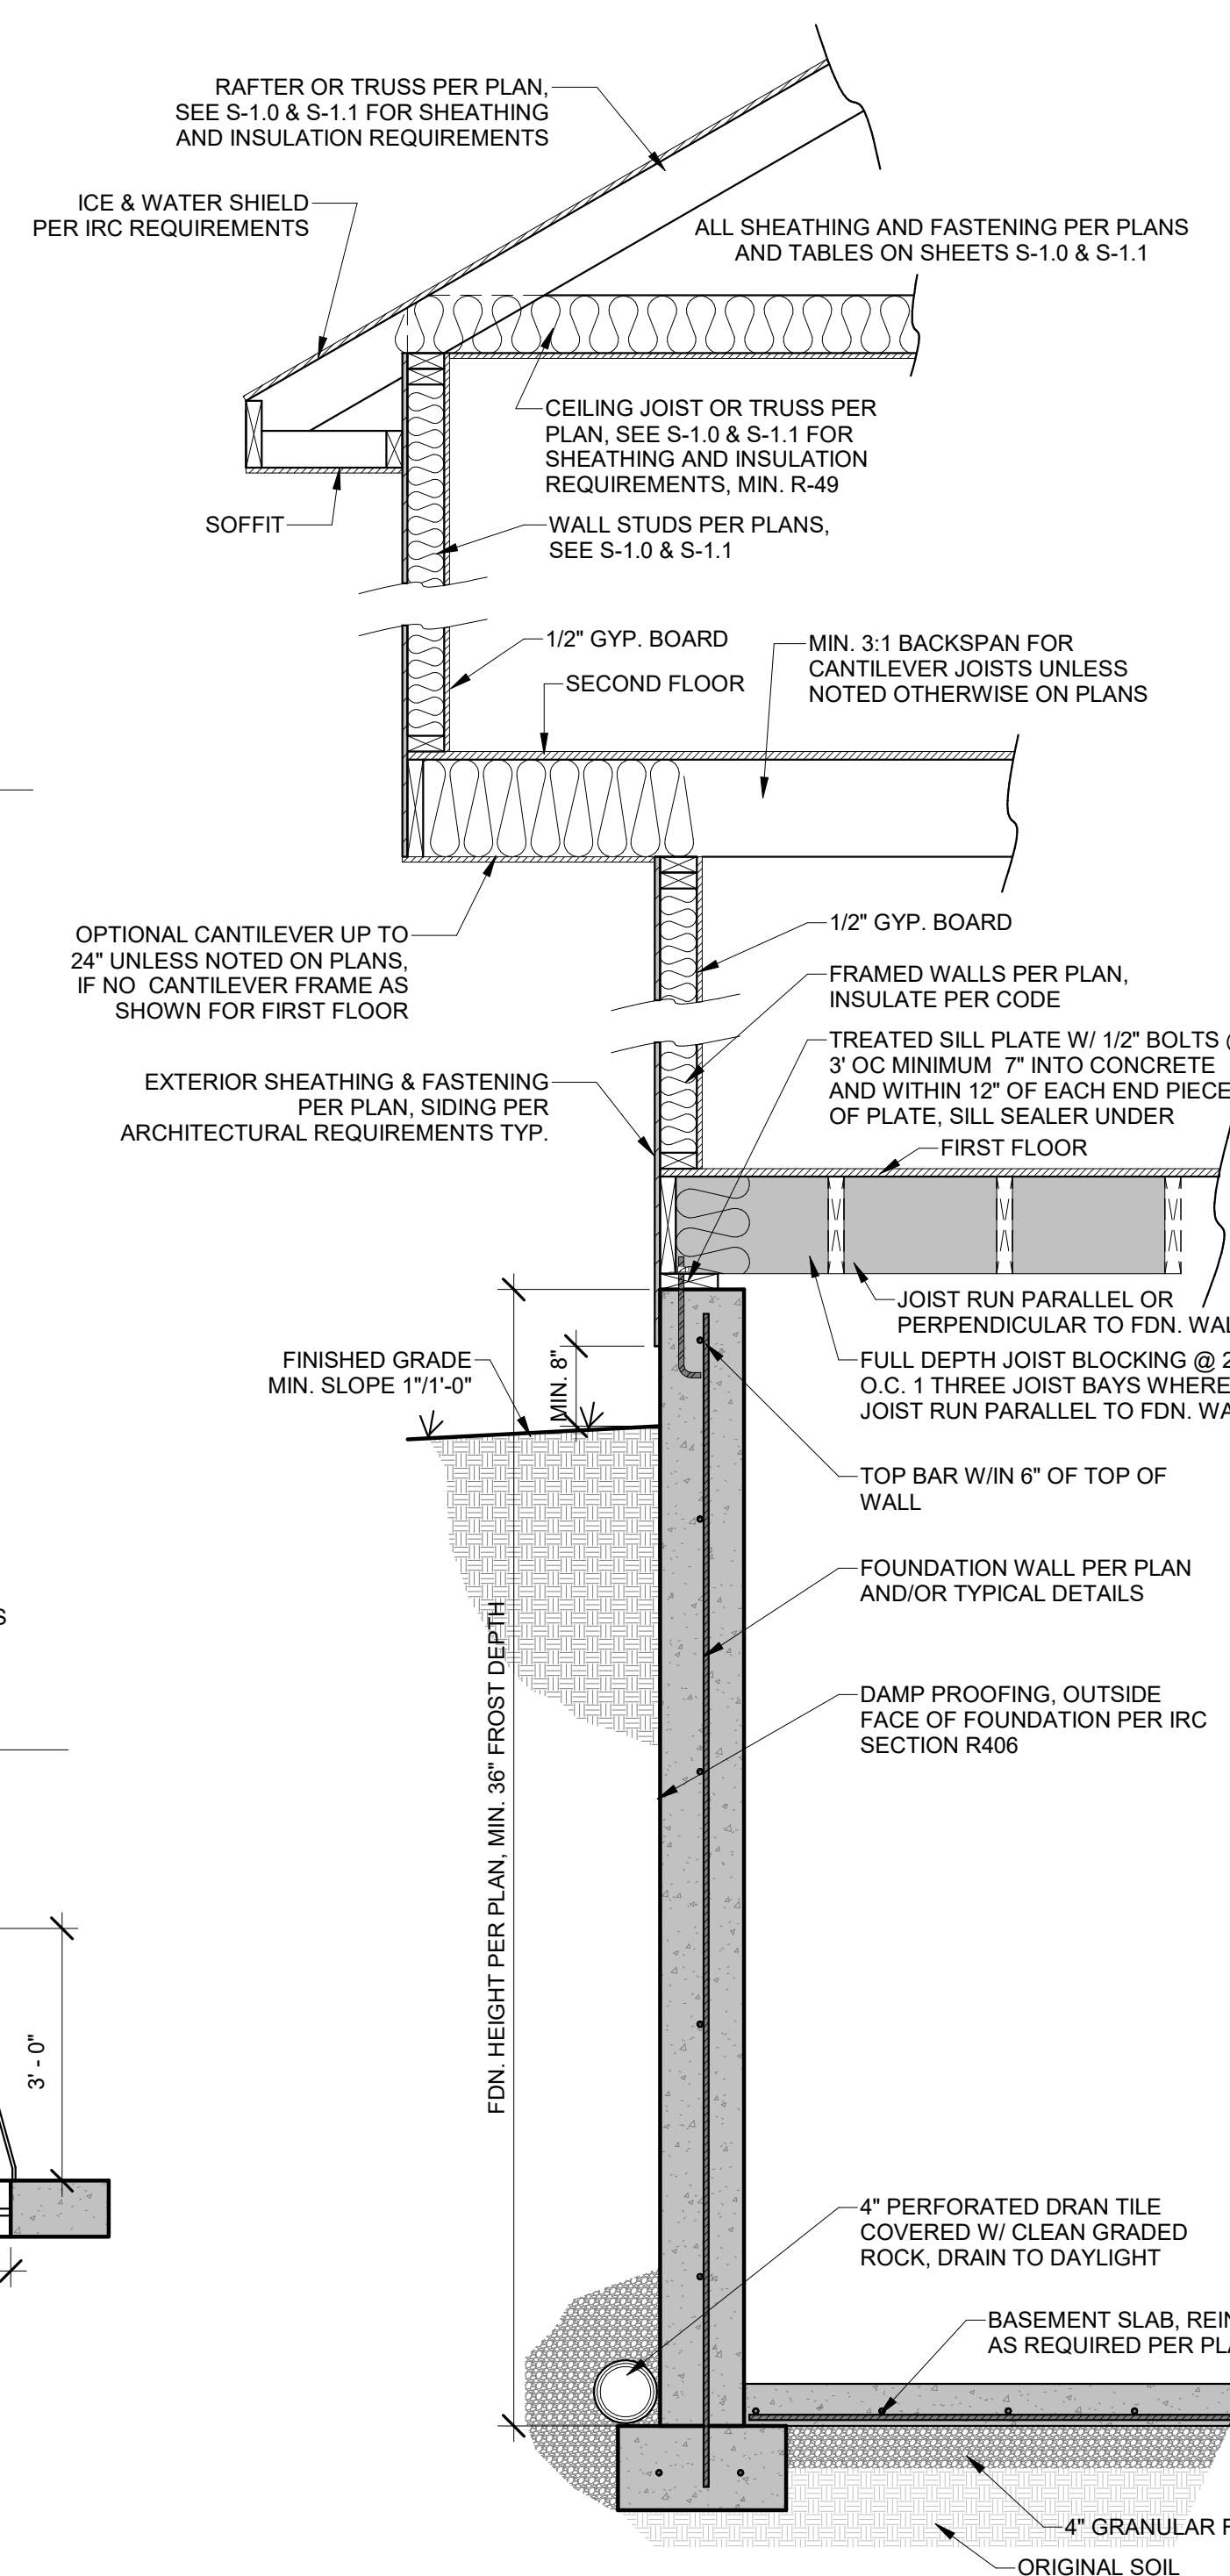 RAFTER OR TRUSS PER PLAN,
SEE S-1.0 & S-1.1 FOR SHEATHING
AND INSULATION REQUIREMENTS
ICE & WATER SHIELD
PER IRC REQUIREMENTS
ALL SHEATHING AND FASTENING PER PLANS
AND TABLES ON SHEETS S-1.0 & S-1.1
CEILING JOIST OR TRUSS PER
PLAN, SEE S-1.0 & S-1.1 FOR
SHEATHING AND INSULATION
REQUIREMENTS, MIN. R-49
SOFFIT
WALL STUDS PER PLANS,
SEE S-1.0 & S-1.1
1/2" GYP. BOARD
SECOND FLOOR
MIN. 3:1 BACKSPAN FOR
CANTILEVER JOISTS UNLESS
NOTED OTHERWISE ON PLANS
OPTIONAL CANTILEVER UP TO
24" UNLESS NOTED ON PLANS,
IF NO CANTILEVER FRAME AS
SHOWN FOR FIRST FLOOR
1/2" GYP. BOARD
FRAMED WALLS PER PLAN,
INSULATE PER CODE
TREATED SILL PLATE W/ 1/2" BOLTS
3' OC MINIMUM 7" INTO CONCRETE
AND WITHIN 12" OF EACH END PIECE
OF PLATE, SILL SEALER UNDER
EXTERIOR SHEATHING & FASTENING
PER PLAN, SIDING PER
ARCHITECTURAL REQUIREMENTS TYP.
FIRST FLOOR
JOIST RUN PARALLEL OR
PERPENDICULAR TO FDN.
FINISHED GRADE
MIN. SLOPE 1"/1'-0"
MIN. 8"
FULL DEPTH JOIST BLOCKING @
O.C. 1 THREE JOIST BAYS WHERE
JOIST RUN PARALLEL TO FDN.
TOP BAR W/IN 6" OF TOP OF
WALL
FOUNDATION WALL PER PLAN
AND/OR TYPICAL DETAILS
FDN. HEIGHT PER PLAN, MIN. 36" FROST DEPTH
DAMP PROOFING, OUTSIDE
FACE OF FOUNDATION PER IRC
SECTION R406
3' - 0"
4" PERFORATED DRAN TILE
COVERED W/ CLEAN GRADED
ROCK, DRAIN TO DAYLIGHT
BASEMENT SLAB,
AS REQUIRED PER
4" GRANULAR
ORIGINAL SOIL